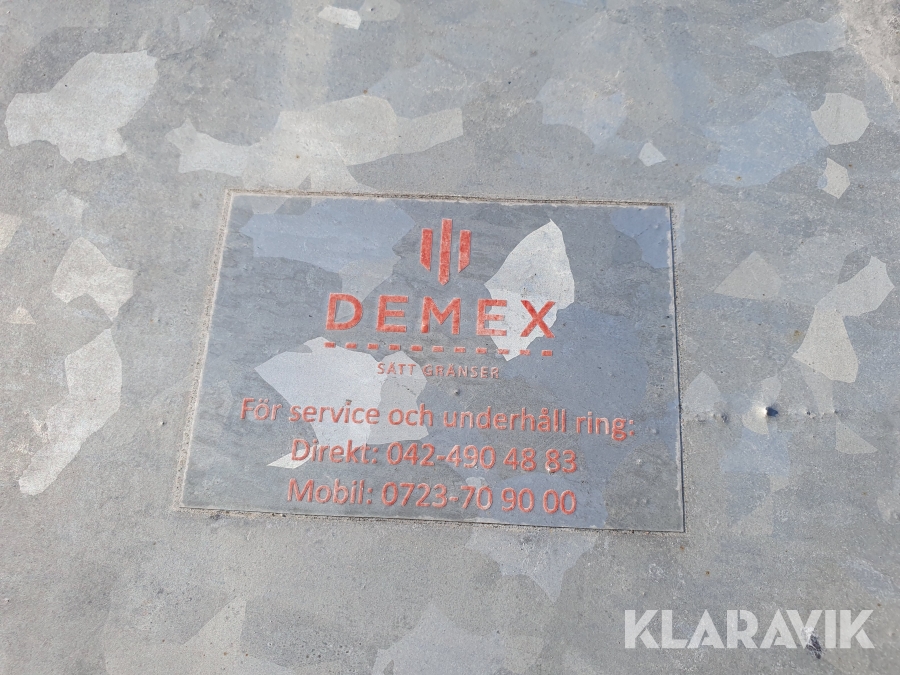 DEMEX
SÄTT GRÄNSER
För service och underhåll ring:
Direkt: 042-490 48 83
Mobil: 0723-70 90 00
KLARAVIK